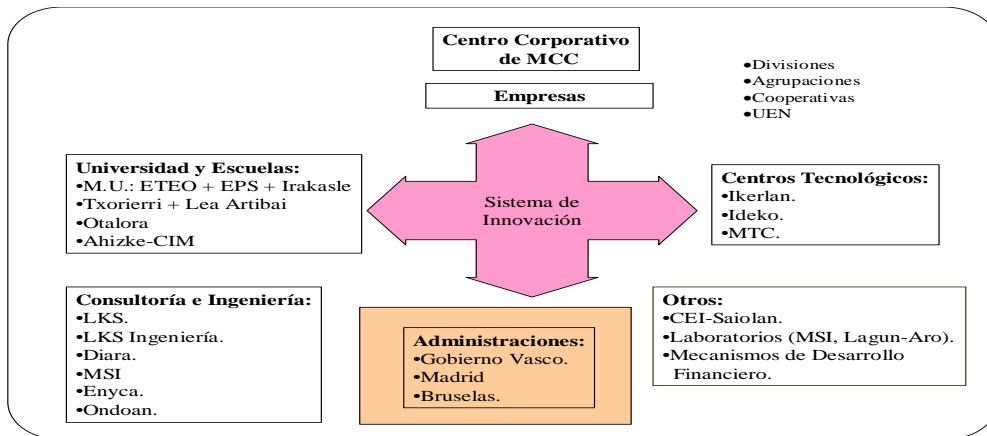 Centro Corporativo
de MCC
Empresas
•Divisiones
•Agrupaciones
•Cooperativas
•UEN
Universidad y Escuelas:
•M.U.: ETEO + EPS + Irakasle
•Txorierri + Lea Artibai
•Otalora
•Ahizke-CIM
Sistema de
Innovación
Centros Tecnológicos:
•Ikerlan.
•Ideko.
•MTC.
Consultoría e Ingeniería:
•LKS.
•LKS Ingeniería.
•Diara.
•MSI
•Enyca.
•Ondoan.
Administraciones:
•Gobierno Vasco.
•Madrid
•Bruselas.
Otros:
•CEI-Saiolan.
•Laboratorios (MSI, Lagun-Aro).
•Mecanismos de Desarrollo
Financiero.